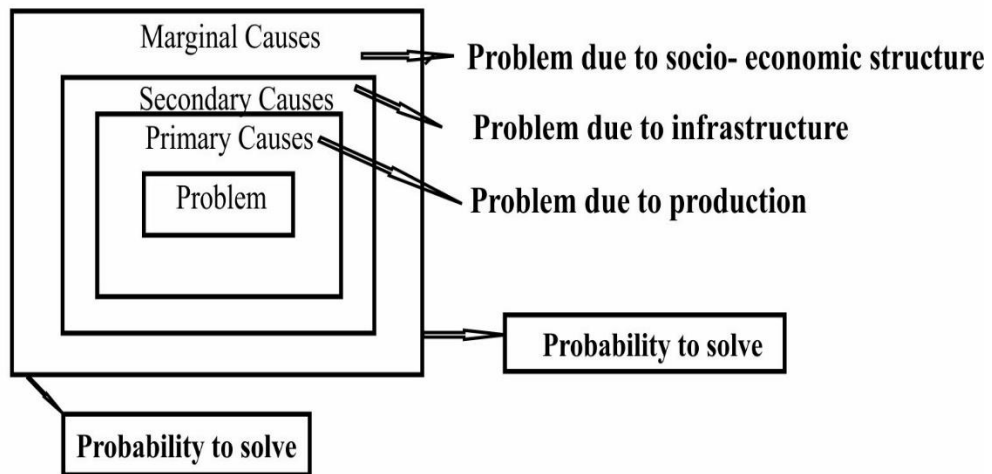 Marginal Causes
Problem due to socio- economic structure
Secondary Causes
Problem due to infrastructure
Primary Causes
Problem due to production
Problem
Probability to solve
Probability to solve